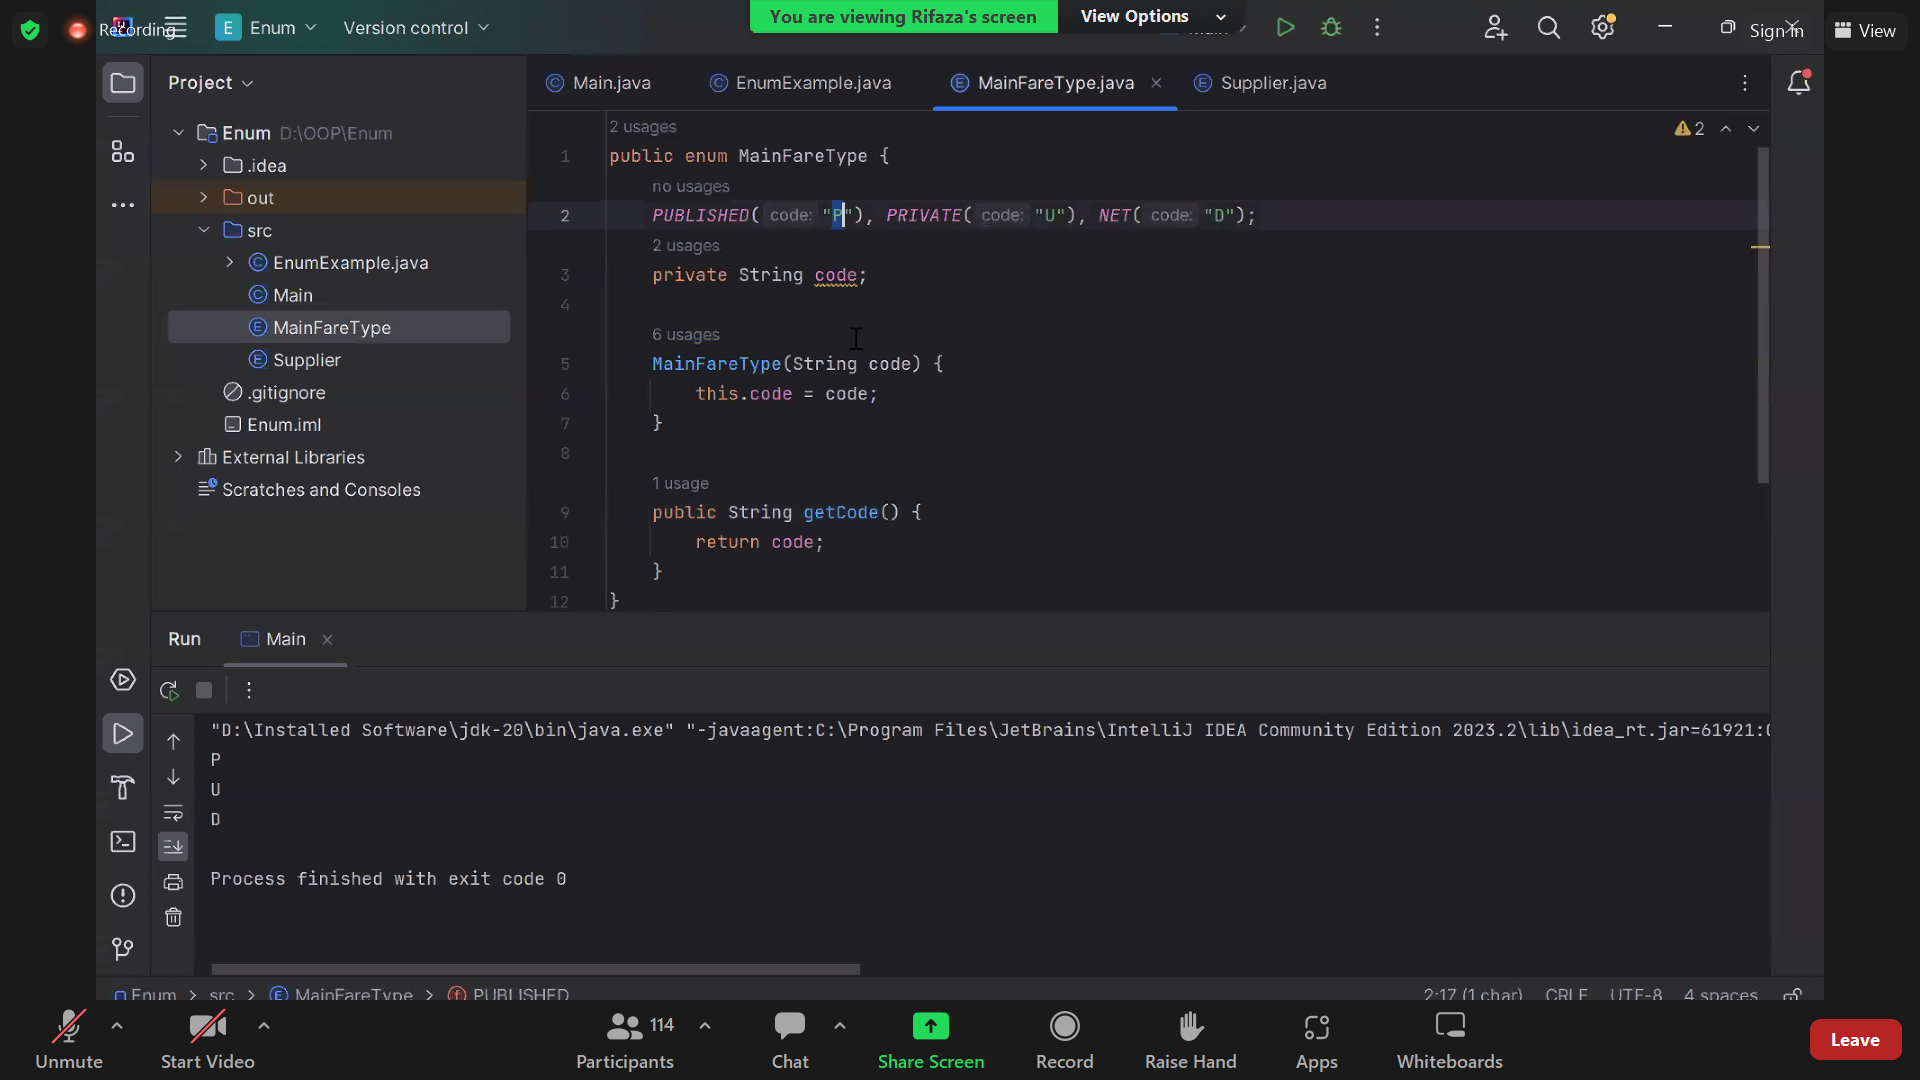 You are viewing Rifaza's screen
View Options
Recording
E Enum
Version control
Sign in
View
Project
Main.java
EnumExample.java
MainFareType.java
Supplier.java
Enum D:\OOP\Enum
.idea
out
src
EnumExample.java
Main
MainFareType
Supplier
.gitignore
Enum.iml
External Libraries
Scratches and Consoles
2 usages
2
1 public enum MainFareType {
no usages
2 PUBLISHED( code: "P"), PRIVATE( code: "U"), NET( code: "D");
2 usages
3 private String code;
4
6 usages
5 MainFareType(String code) {
6 this.code = code;
7 }
8
1 usage
9 public String getCode() {
10 return code;
11 }
12 }
Run
Main
"D:\Installed Software\jdk-20\bin\java.exe" "-javaagent:C:\Program Files\JetBrains\IntelliJ IDEA Community Edition 2023.2\lib\idea_rt.jar=61921:
P
U
D
Process finished with exit code 0
Enum > src > MainFareType > PUBLISHED
2:17 (1 char) CRLF UTF-8 4 spaces
Unmute
Start Video
114
Participants
Chat
Share Screen
Record
Raise Hand
Apps
Whiteboards
Leave